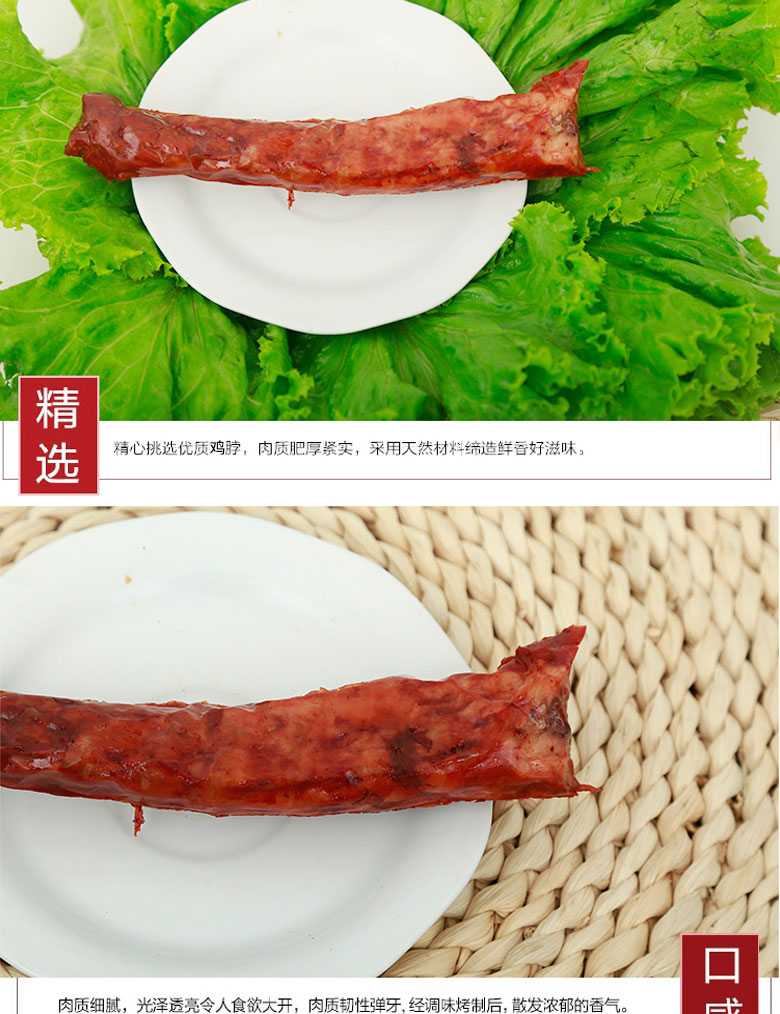 精选
精心挑选优质鸡脖，肉质肥厚紧实，采用天然材料缔造鲜香好滋味。
口感
肉质细腻，光泽透亮令人食欲大开，肉质韧性弹牙,经调味烤制后,散发浓郁的香气。